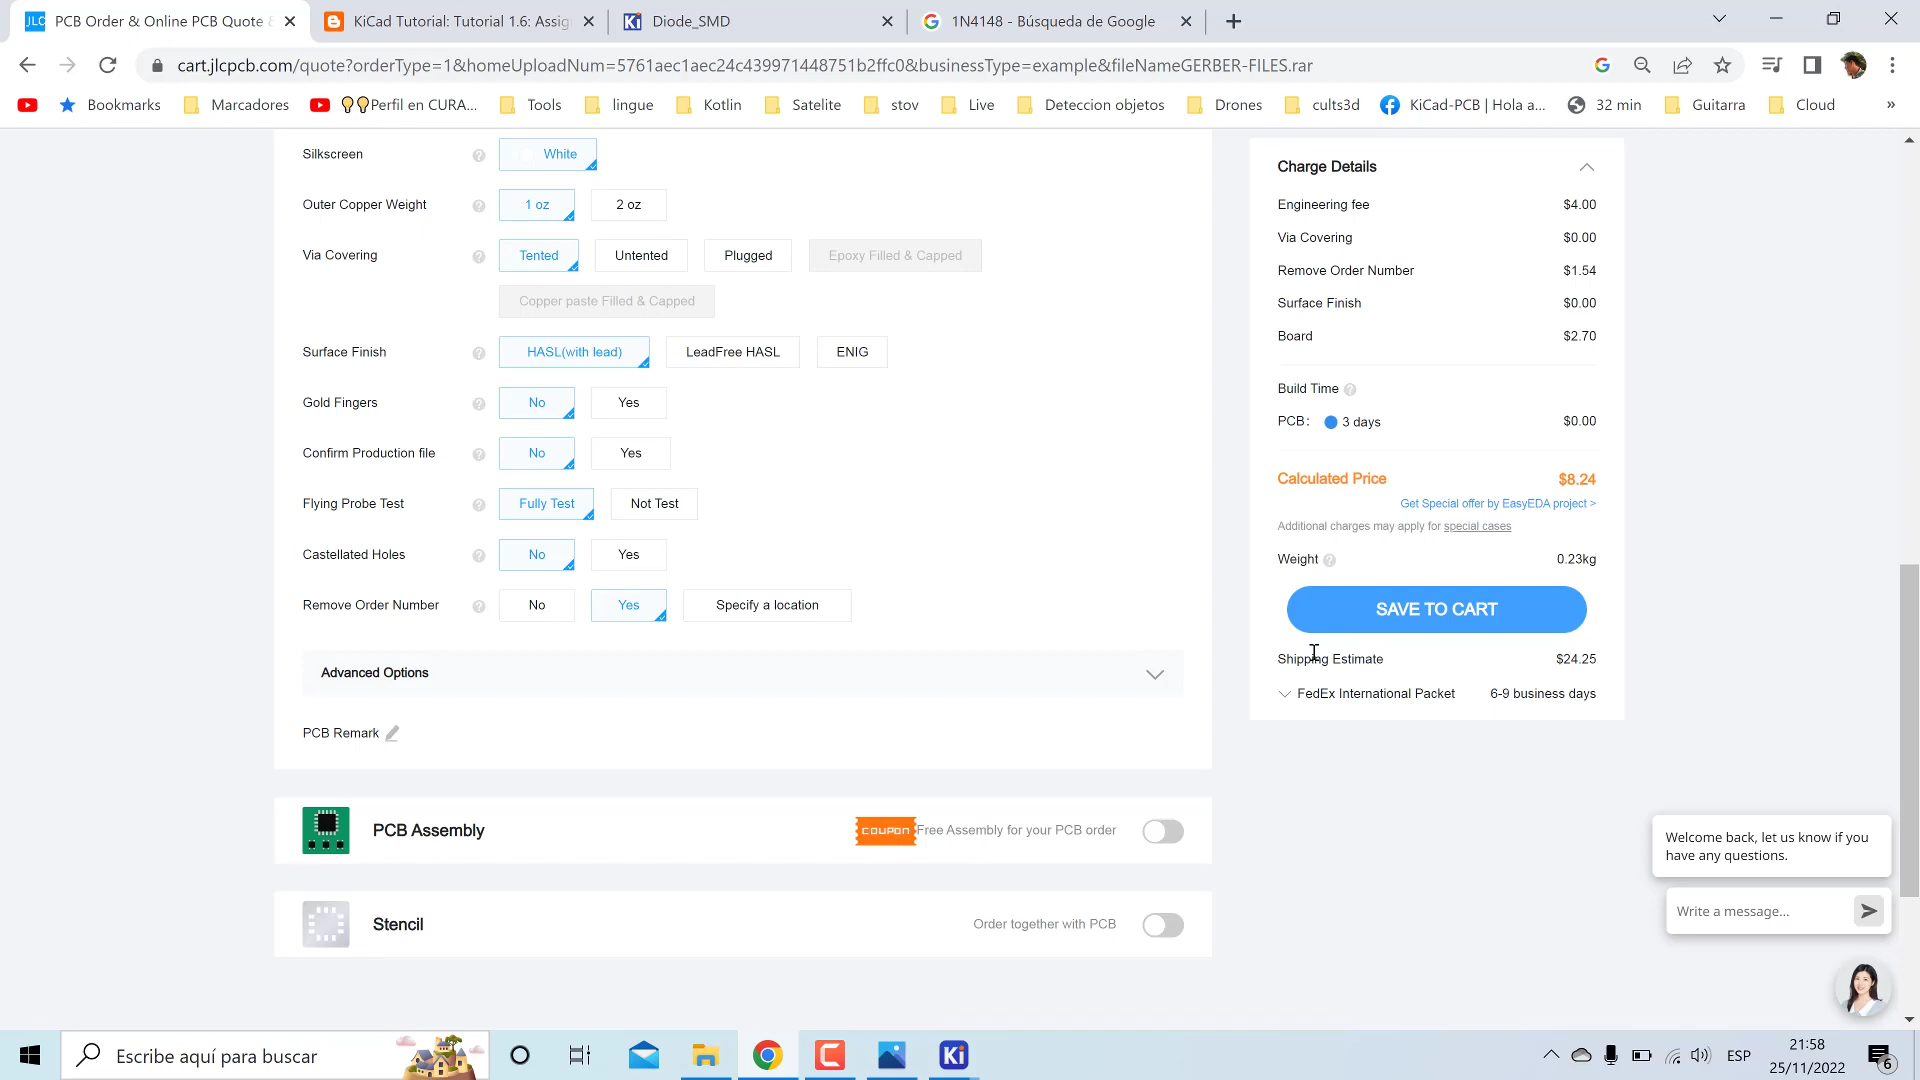 JLC PCB Order & Online PCB Quote &
KiCad Tutorial: Tutorial 1.6: Assig
Ki Diode_SMD
1N4148 - Búsqueda de Google
cart.jlcpcb.com/quote?orderType=1&homeUploadNum=5761aec1aec24c439971448751b2ffc0&businessType=example&fileNameGERBER-FILES.rar
Bookmarks
Marcadores
Perfil en CURA...
Tools
lingue
Kotlin
Satelite
stov
Live
Deteccion objetos
Drones
cults3d
KiCad-PCB | Hola a...
32 min
Guitarra
Cloud
»
Silkscreen ? White
Outer Copper Weight ? 1 oz 2 oz
Via Covering ? Tented Untented Plugged Epoxy Filled & Capped
Copper paste Filled & Capped
Surface Finish ? HASL(with lead) LeadFree HASL ENIG
Gold Fingers ? No Yes
Confirm Production file ? No Yes
Flying Probe Test ? Fully Test Not Test
Castellated Holes ? No Yes
Remove Order Number ? No Yes Specify a location
Advanced Options
PCB Remark
PCB Assembly COUPON Free Assembly for your PCB order
Stencil Order together with PCB
Charge Details
Engineering fee $4.00
Via Covering $0.00
Remove Order Number $1.54
Surface Finish $0.00
Board $2.70
Build Time ?
PCB: 3 days $0.00
Calculated Price $8.24
Get Special offer by EasyEDA project >
Additional charges may apply for special cases
Weight ? 0.23kg
SAVE TO CART
Shipping Estimate $24.25
FedEx International Packet 6-9 business days
Welcome back, let us know if you
have any questions.
Write a message...
Escribe aquí para buscar
Ki
ESP
21:58
25/11/2022
6